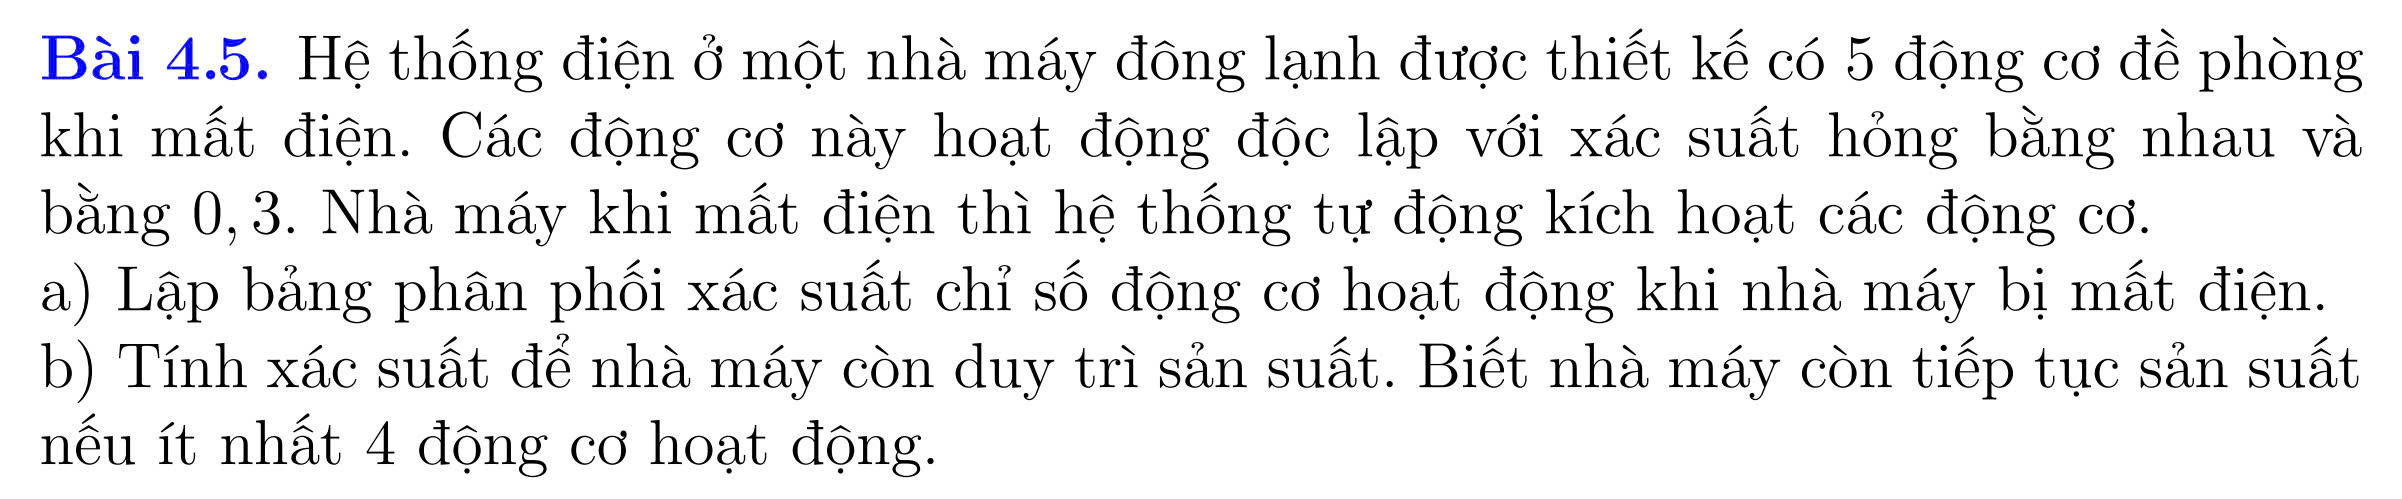 Bài 4.5. Hệ thống điện ở một nhà máy đông lạnh được thiết kế có 5 động cơ đề phòng
khi mất điện. Các động cơ này hoạt động độc lập với xác suất hỏng bằng nhau và
bằng 0,3. Nhà máy khi mất điện thì hệ thống tự động kích hoạt các động cơ.
a) Lập bảng phân phối xác suất chỉ số động cơ hoạt động khi nhà máy bị mất điện.
b) Tính xác suất để nhà máy còn duy trì sản suất. Biết nhà máy còn tiếp tục sản suất
nếu ít nhất 4 động cơ hoạt động.